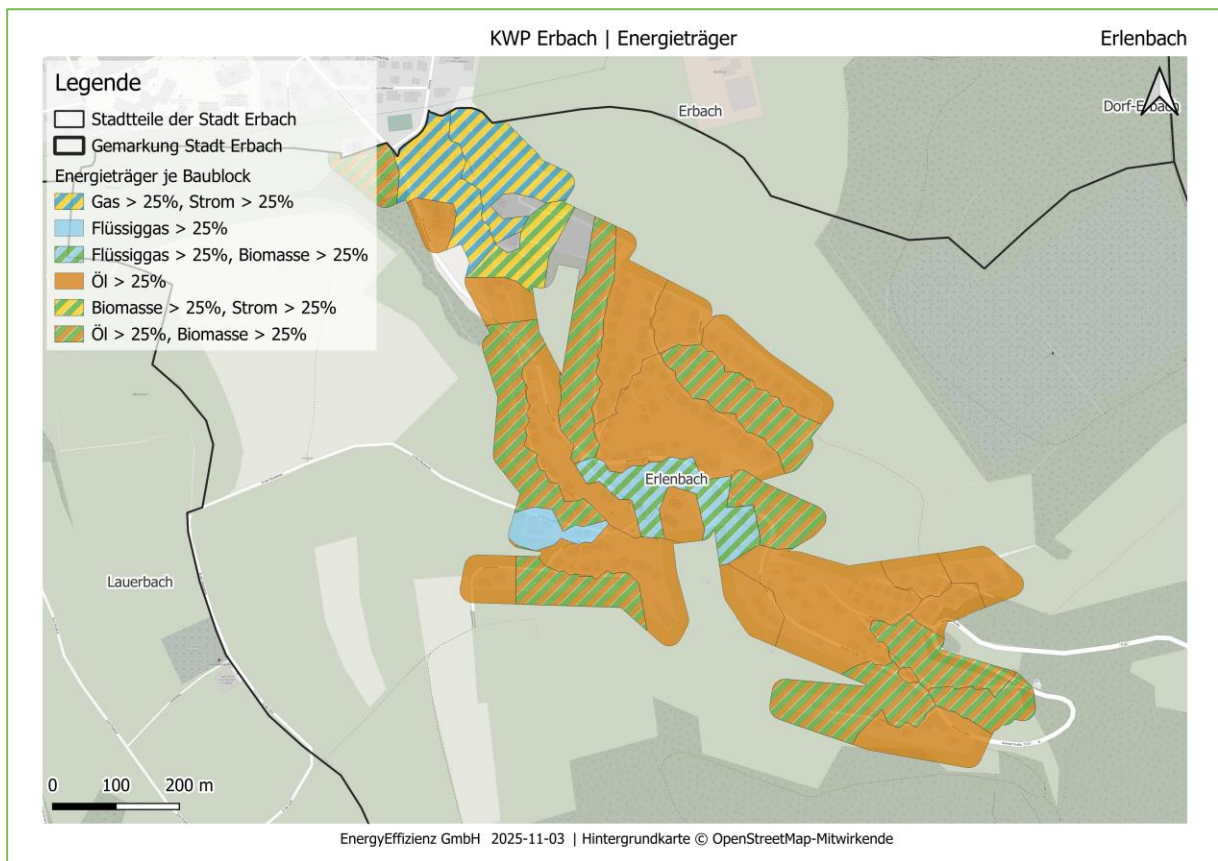 KWP Erbach | Energieträger
Erlenbach
Legende
Stadtteile der Stadt Erbach
Gemarkung Stadt Erbach
Energieträger je Baublock
Gas > 25%, Strom > 25%
Flüssiggas > 25%
Flüssiggas > 25%, Biomasse > 25%
Öl > 25%
Biomasse > 25%, Strom > 25%
Öl > 25%, Biomasse > 25%
Erbach
Erlenbach
Lauerbach
0 100 200 m
EnergyEffizienz GmbH 2025-11-03 | Hintergrundkarte © OpenStreetMap-Mitwirkende